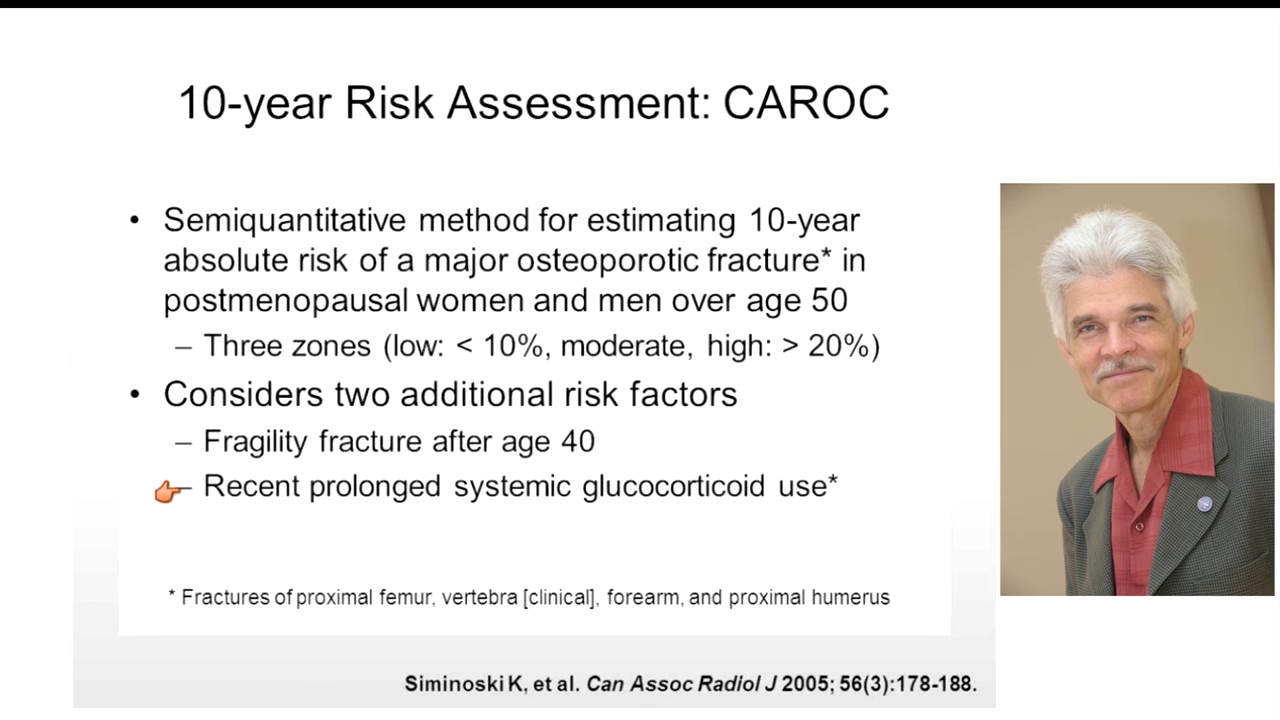 10-year Risk Assessment: CAROC
• Semiquantitative method for estimating 10-year
absolute risk of a major osteoporotic fracture* in
postmenopausal women and men over age 50
– Three zones (low: < 10%, moderate, high: > 20%)
• Considers two additional risk factors
– Fragility fracture after age 40
– Recent prolonged systemic glucocorticoid use*
* Fractures of proximal femur, vertebra [clinical], forearm, and proximal humerus
Siminoski K, et al. Can Assoc Radiol J 2005; 56(3):178-188.